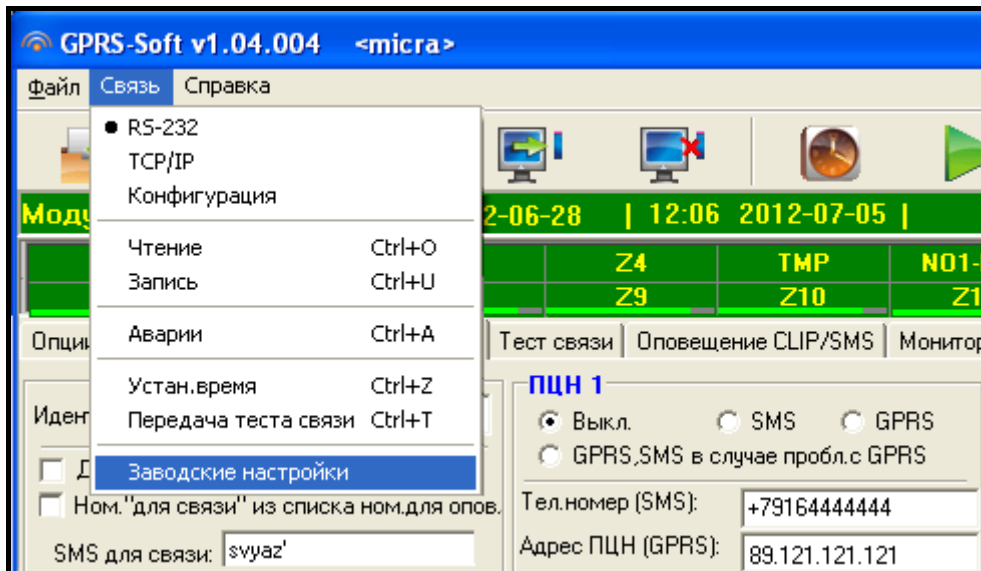 GPRS-Soft v1.04.004 <micra>
Файл Связь Справка
RS-232
TCP/IP
Конфигурация
Чтение Ctrl+O
Запись Ctrl+U
Аварии Ctrl+A
Устан.время Ctrl+Z
Передача теста связи Ctrl+T
Заводские настройки
2-06-28 | 12:06 2012-07-05 |
Z4 TMP NO1-
Z9 Z10 Z1
Тест связи Оповещение CLIP/SMS
ПЦН 1
Выкл. SMS GPRS
GPRS,SMS в случае пробл.с GPRS
Ном."для связи" из списка ном.для опов.
Тел.номер (SMS): +79164444444
SMS для связи: svyaz'
Адрес ПЦН (GPRS): 89.121.121.121